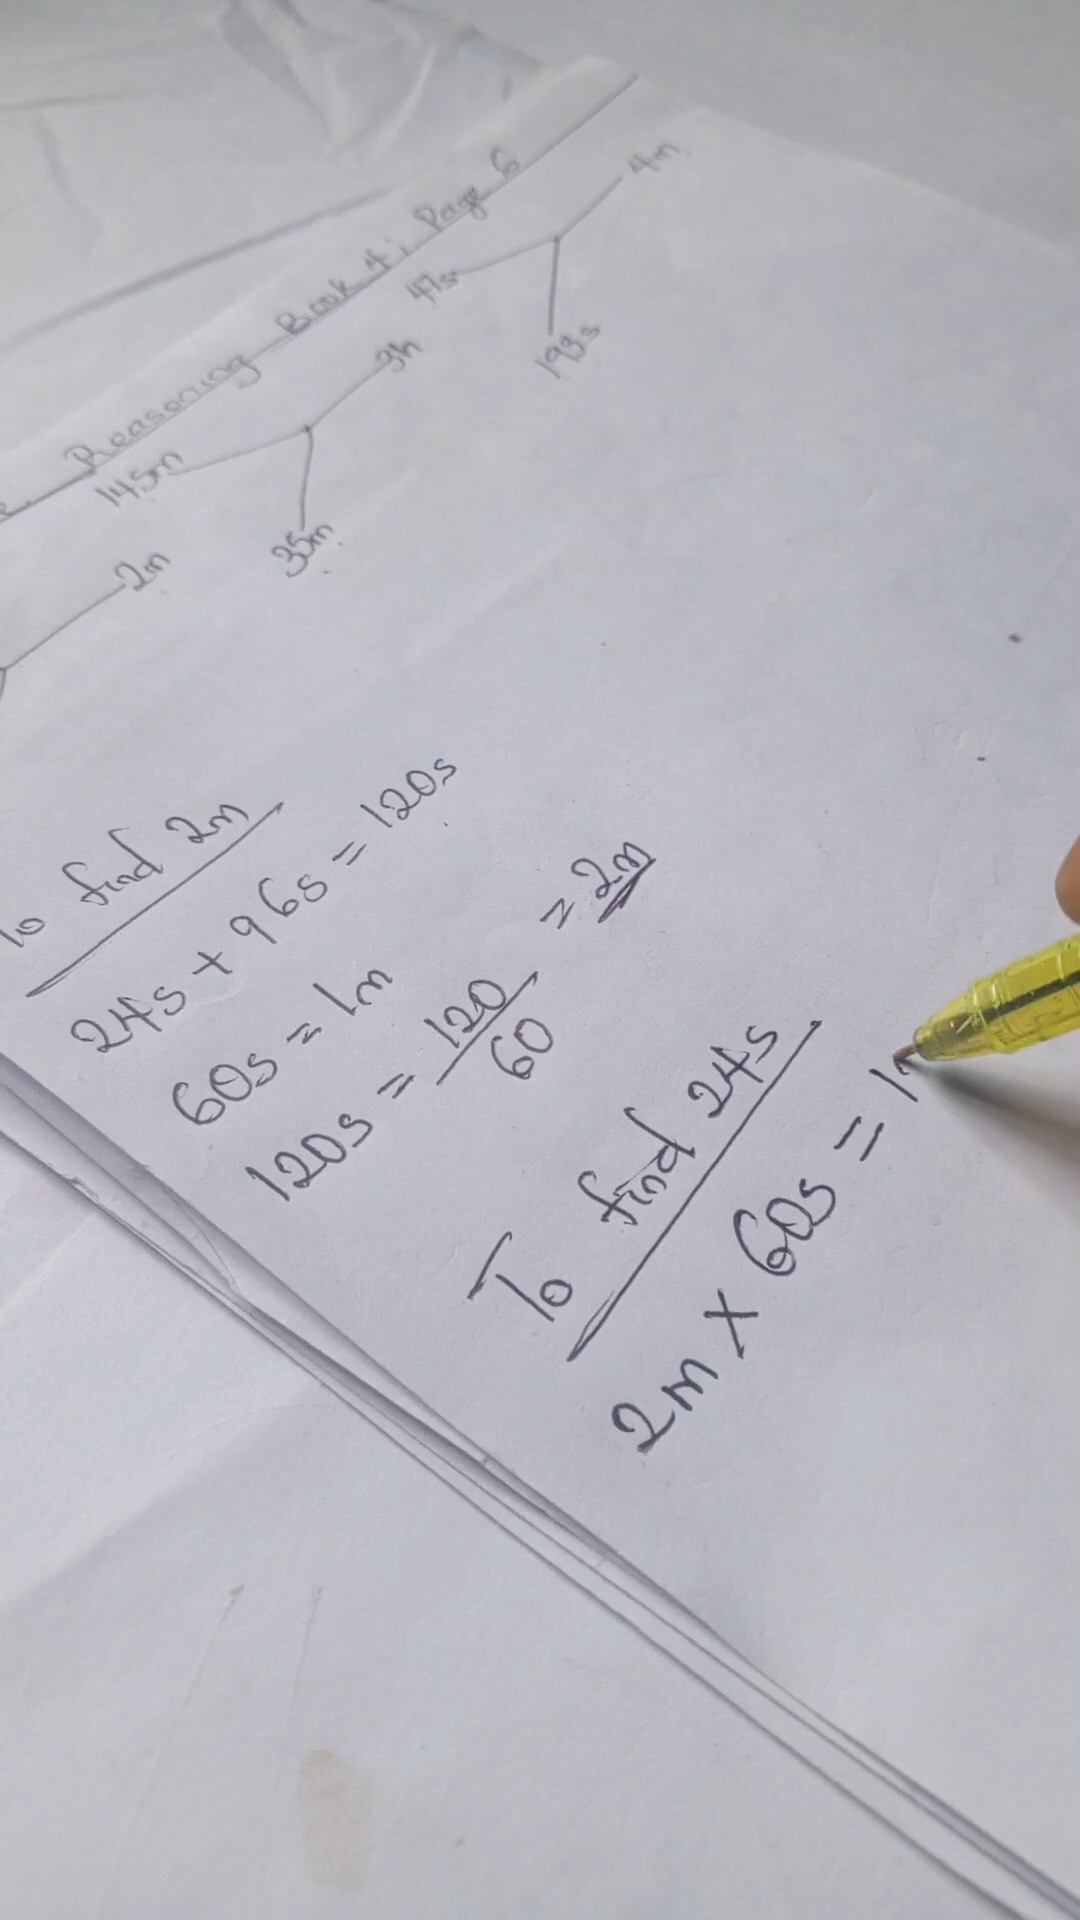 Reasoning Book 4; Page 6
47s
4m
193s
145m
3h
35m
2m
To find 2m
24s + 96s = 120s
60s = 1m
120s = 120/60 = 2m
To find 24s
2m x 60s = 1